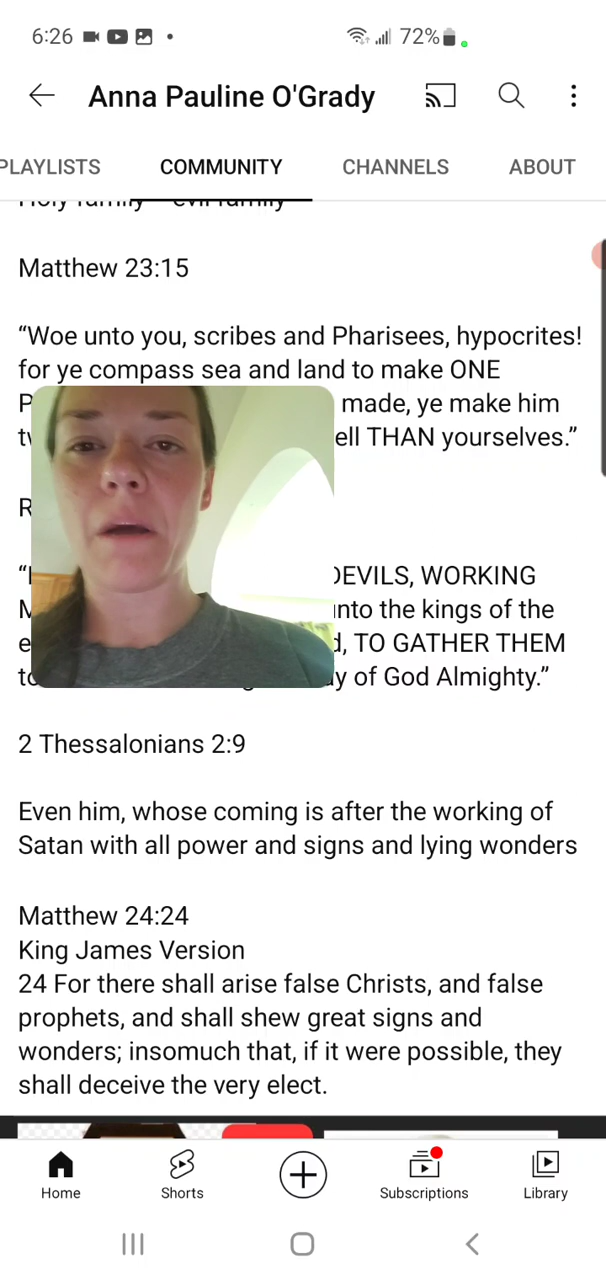 6:26
72%
Anna Pauline O'Grady
PLAYLISTS COMMUNITY CHANNELS ABOUT
Holy family evil family
Matthew 23:15
“Woe unto you, scribes and Pharisees, hypocrites!
for ye compass sea and land to make ONE
made, ye make him
THAN yourselves.”
DEVILS, WORKING
the kings of the
TO GATHER THEM
of God Almighty.”
2 Thessalonians 2:9
Even him, whose coming is after the working of
Satan with all power and signs and lying wonders
Matthew 24:24
King James Version
24 For there shall arise false Christs, and false
prophets, and shall shew great signs and
wonders; insomuch that, if it were possible, they
shall deceive the very elect.
Home Shorts Subscriptions Library